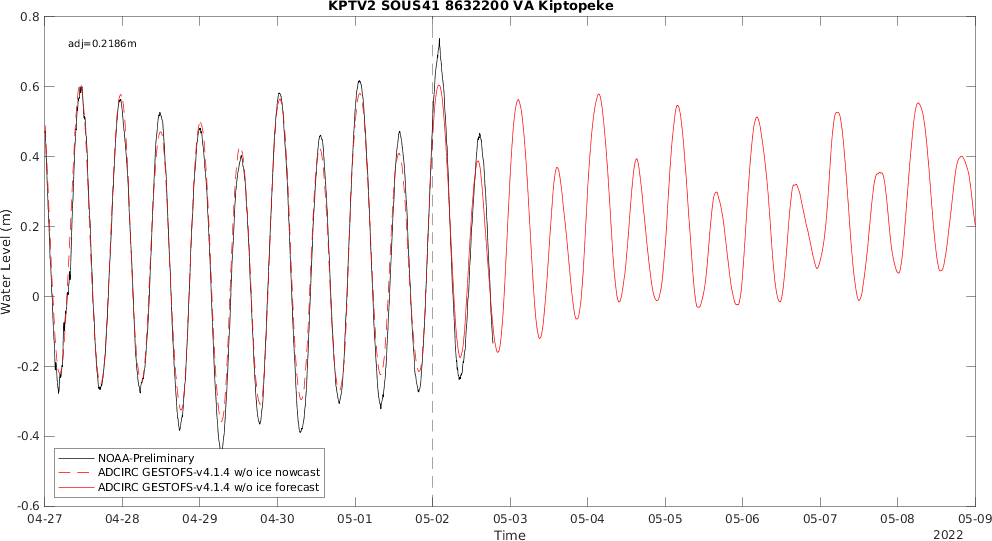 KPTV2 SOUS41 8632200 VA Kiptopeke
adj=0.2186m
0.8
0.6
0.4
0.2
0
-0.2
-0.4
-0.6
Water Level (m)
NOAA-Preliminary
ADCIRC GESTOFS-v4.1.4 w/o ice nowcast
ADCIRC GESTOFS-v4.1.4 w/o ice forecast
04-27 04-28 04-29 04-30 05-01 05-02 05-03 05-04 05-05 05-06 05-07 05-08 05-09
Time
2022